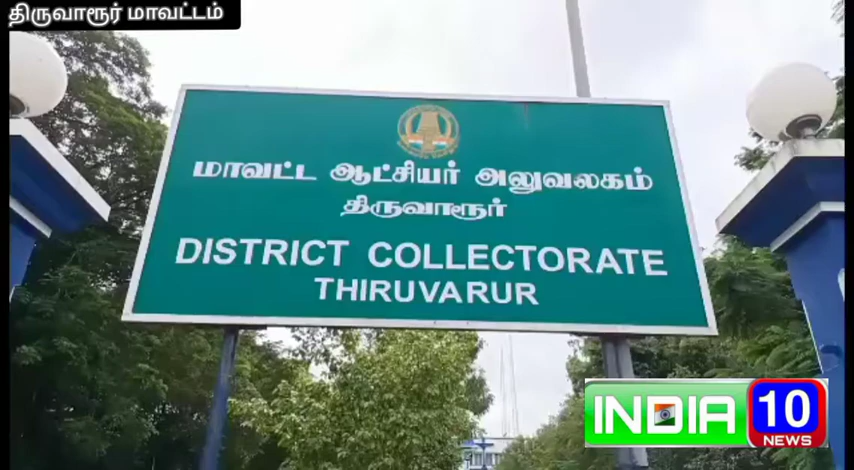 திருவாரூர் மாவட்டம்
மாவட்ட ஆட்சியர் அலுவலகம்
திருவாரூர்
DISTRICT COLLECTORATE
THIRUVARUR
INDIA 10
NEWS